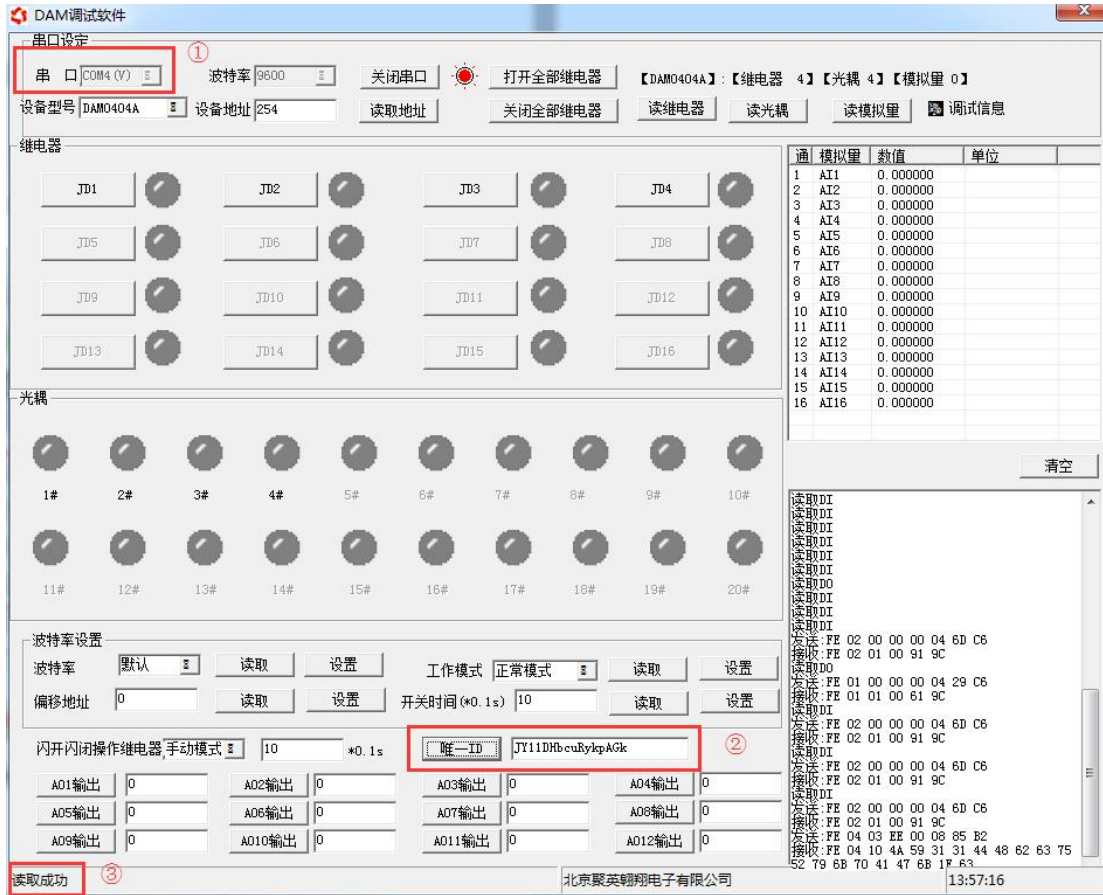 DAM调试软件
串口设定
①
串 口 COM4 (V) 波特率 9600 关闭串口 打开全部继电器 【DAM0404A】:【继电器 4】【光耦 4】【模拟量 0】
设备型号 DAM0404A 设备地址 254 读取地址 关闭全部继电器 读继电器 读光耦 读模拟量 调试信息
继电器
JD1 JD2 JD3 JD4
JD5 JD6 JD7 JD8
JD9 JD10 JD11 JD12
JD13 JD14 JD15 JD16
通 模拟量 数值 单位
1 AI1 0.000000
2 AI2 0.000000
3 AI3 0.000000
4 AI4 0.000000
5 AI5 0.000000
6 AI6 0.000000
7 AI7 0.000000
8 AI8 0.000000
9 AI9 0.000000
10 AI10 0.000000
11 AI11 0.000000
12 AI12 0.000000
13 AI13 0.000000
14 AI14 0.000000
15 AI15 0.000000
16 AI16 0.000000
清空
光耦
1# 2# 3# 4# 5# 6# 7# 8# 9# 10#
11# 12# 13# 14# 15# 16# 17# 18# 19# 20#
读取DI
读取DI
读取DI
读取DI
读取DI
读取DI
读取DO
读取DI
读取DI
读取DI
发送:FE 02 00 00 00 04 6D C6
接收:FE 02 01 00 91 9C
读取DO
发送:FE 01 00 00 00 04 29 C6
接收:FE 01 01 00 61 9C
读取DI
发送:FE 02 00 00 00 04 6D C6
接收:FE 02 01 00 91 9C
读取DI
发送:FE 02 00 00 00 04 6D C6
接收:FE 02 01 00 91 9C
读取DI
发送:FE 02 00 00 00 04 6D C6
接收:FE 02 01 00 91 9C
发送:FE 04 03 EE 00 08 85 B2
接收:FE 04 10 4A 59 31 31 44 48 62 63 75
52 79 6B 70 41 47 6B 1F 63
波特率设置
波特率 默认 读取 设置 工作模式 正常模式 读取 设置
偏移地址 0 读取 设置 开关时间(*0.1s) 10 读取 设置
闪开闪闭操作继电器 手动模式 10 *0.1s 唯一ID JY11DHbcuRykpAGk ②
AO1输出 0 AO2输出 0 AO3输出 0 AO4输出 0
AO5输出 0 AO6输出 0 AO7输出 0 AO8输出 0
AO9输出 0 AO10输出 0 AO11输出 0 AO12输出 0
读取成功 ③ 北京聚英翱翔电子有限公司 13:57:16